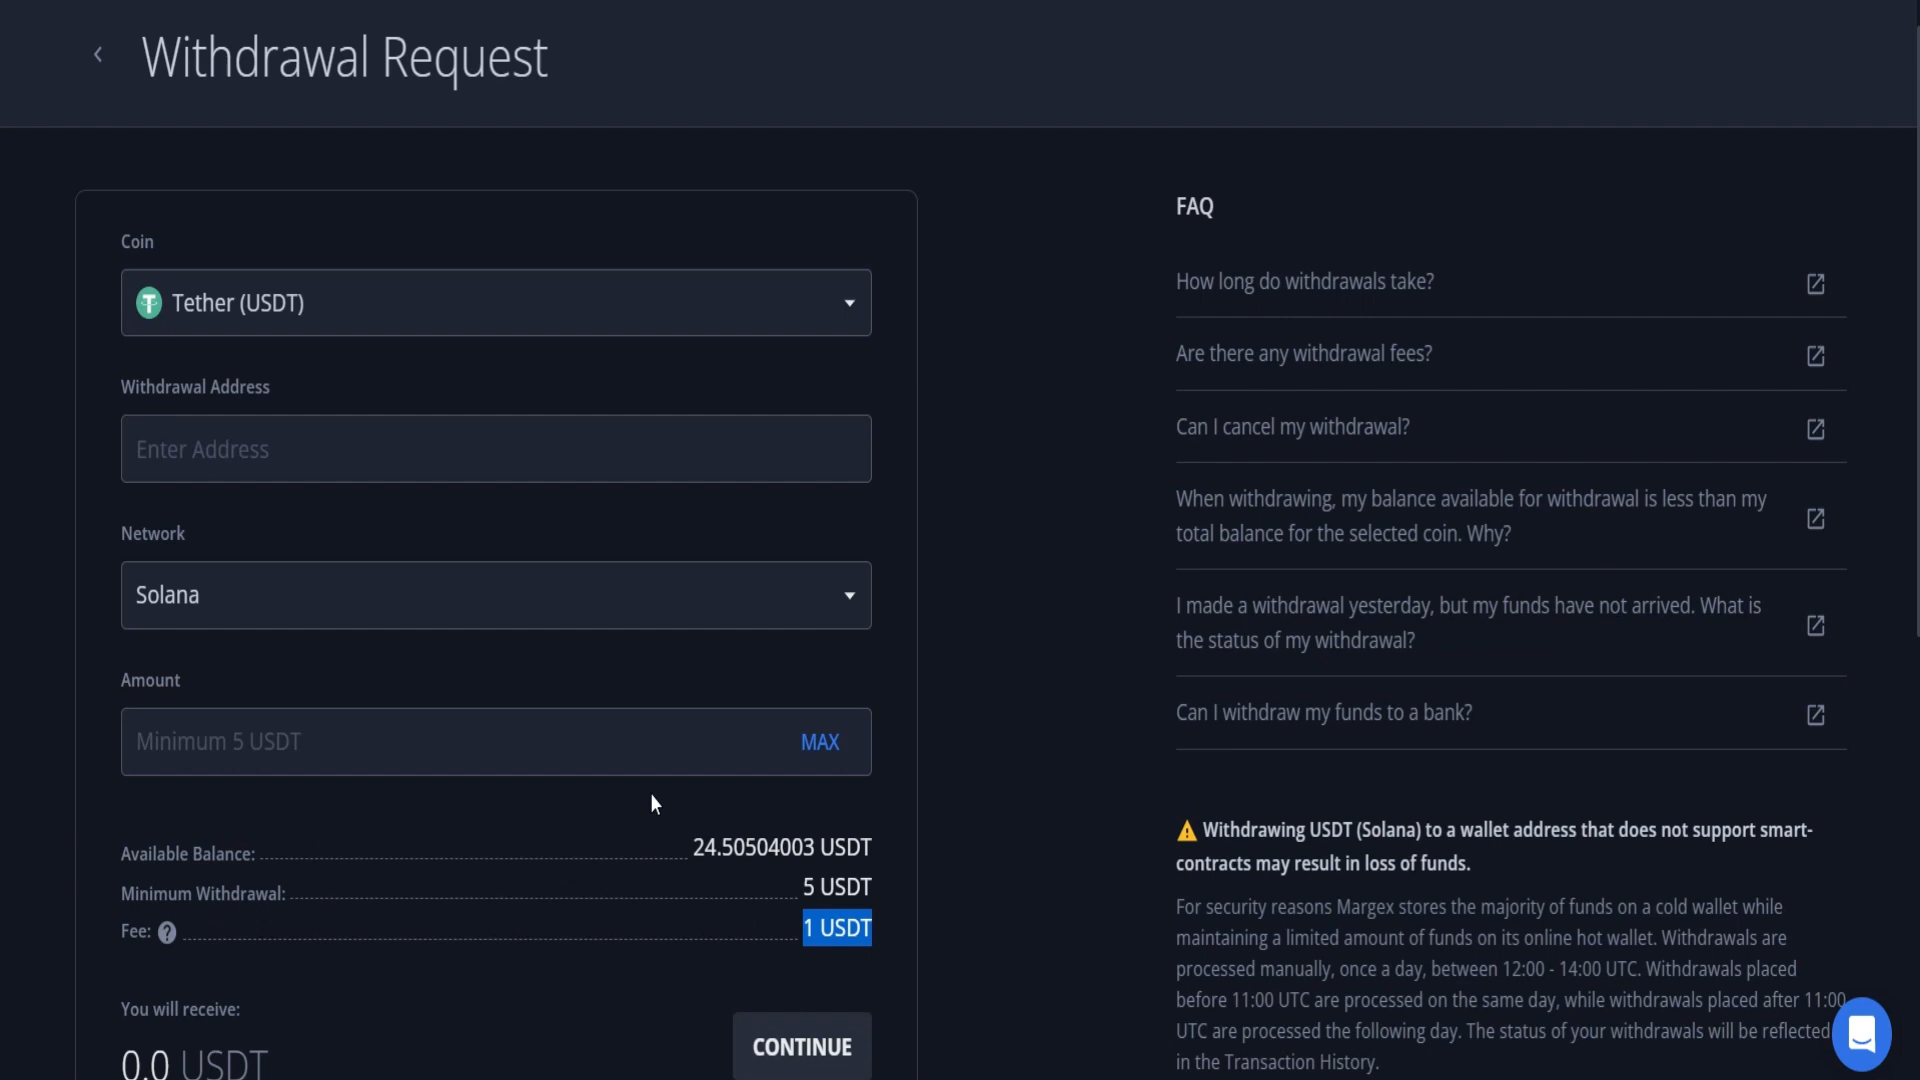 Withdrawal Request
Coin
Tether (USDT)
Withdrawal Address
Enter Address
Network
Solana
Amount
Minimum 5 USDT MAX
Available Balance: 24.50504003 USDT
Minimum Withdrawal: 5 USDT
Fee: ? 1 USDT
You will receive:
0.0 USDT
CONTINUE
FAQ
How long do withdrawals take?
Are there any withdrawal fees?
Can I cancel my withdrawal?
When withdrawing, my balance available for withdrawal is less than my
total balance for the selected coin. Why?
I made a withdrawal yesterday, but my funds have not arrived. What is
the status of my withdrawal?
Can I withdraw my funds to a bank?
Withdrawing USDT (Solana) to a wallet address that does not support smart-
contracts may result in loss of funds.
For security reasons Margex stores the majority of funds on a cold wallet while
maintaining a limited amount of funds on its online hot wallet. Withdrawals are
processed manually, once a day, between 12:00 - 14:00 UTC. Withdrawals placed
before 11:00 UTC are processed on the same day, while withdrawals placed after 11:00
UTC are processed the following day. The status of your withdrawals will be reflected
in the Transaction History.